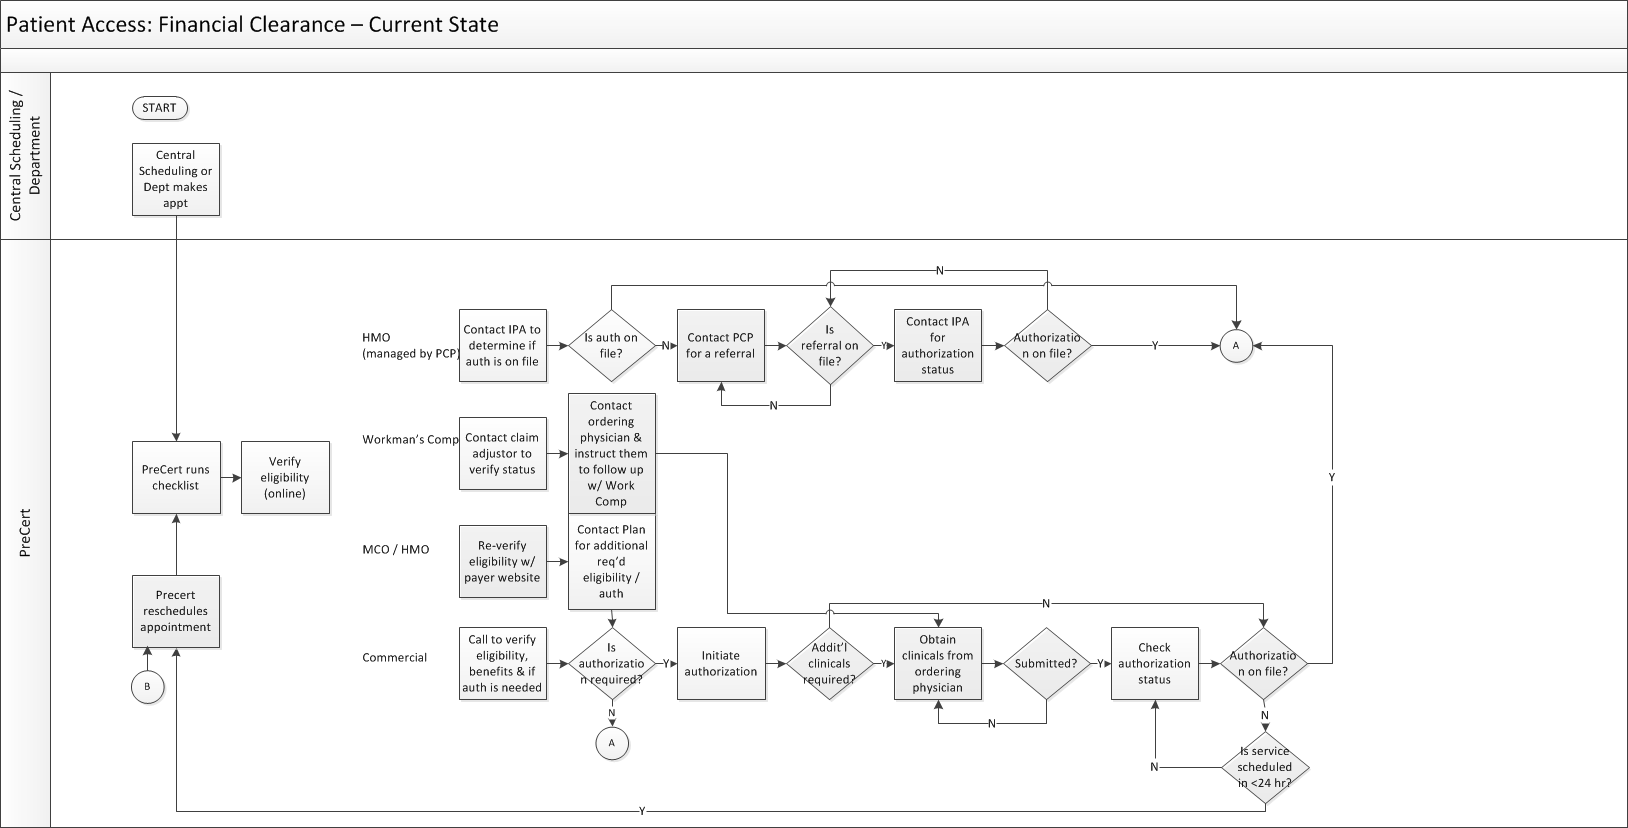 Patient Access: Financial Clearance – Current State
Central Scheduling /
Department
START
Central
Scheduling or
Dept makes
appt
PreCert
HMO
(managed by PCP)
Contact IPA to
determine if
auth is on file
Is auth on
file?
N
Contact PCP
for a referral
Is
referral on
file?
Y
N
Contact IPA
for
authorization
status
Authorizatio
n on file?
N
Y
A
Workman's Comp
Contact claim
adjustor to
verify status
Contact
ordering
physician &
instruct them
to follow up
w/ Work
Comp
PreCert runs
checklist
Verify
eligibility
(online)
Y
MCO / HMO
Re-verify
eligibility w/
payer website
Contact Plan
for additional
req'd
eligibility /
auth
Precert
reschedules
appointment
B
Commercial
Call to verify
eligibility,
benefits & if
auth is needed
Is
authorizatio
n required?
Y
N
A
Initiate
authorization
Addit'l
clinicals
required?
N
Y
Obtain
clinicals from
ordering
physician
Submitted?
N
Y
Check
authorization
status
Authorizatio
n on file?
N
Is service
scheduled
in <24 hr?
N
Y